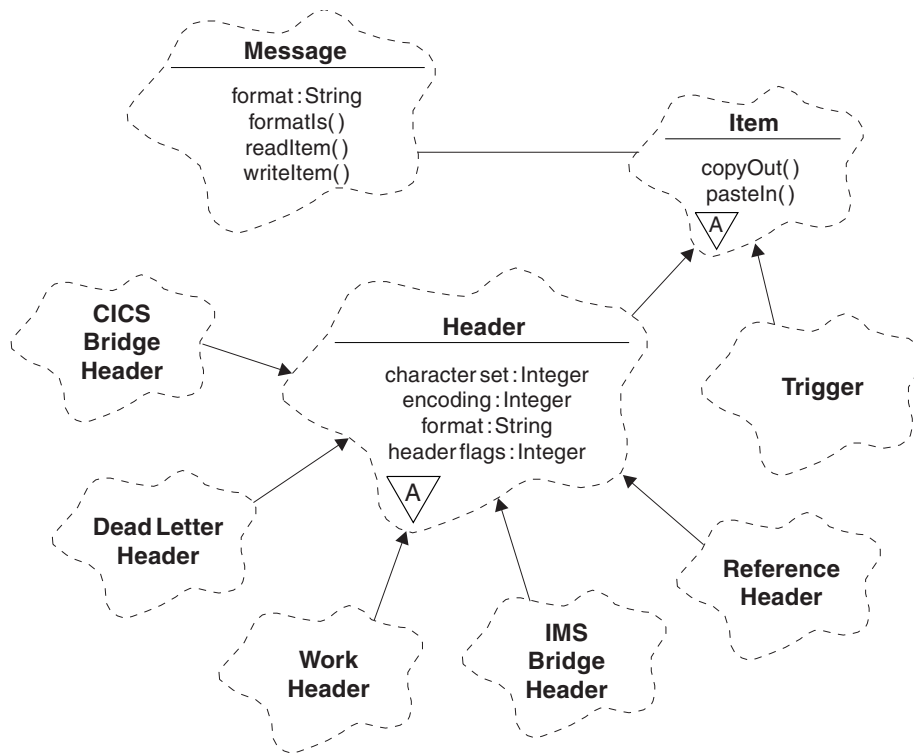 Message
format : String
formatIs( )
readItem( )
writeItem( )
Item
copyOut( )
pasteIn( )
A
CICS
Bridge
Header
Header
character set : Integer
encoding : Integer
format : String
header flags : Integer
A
Trigger
Dead Letter
Header
Reference
Header
Work
Header
IMS
Bridge
Header